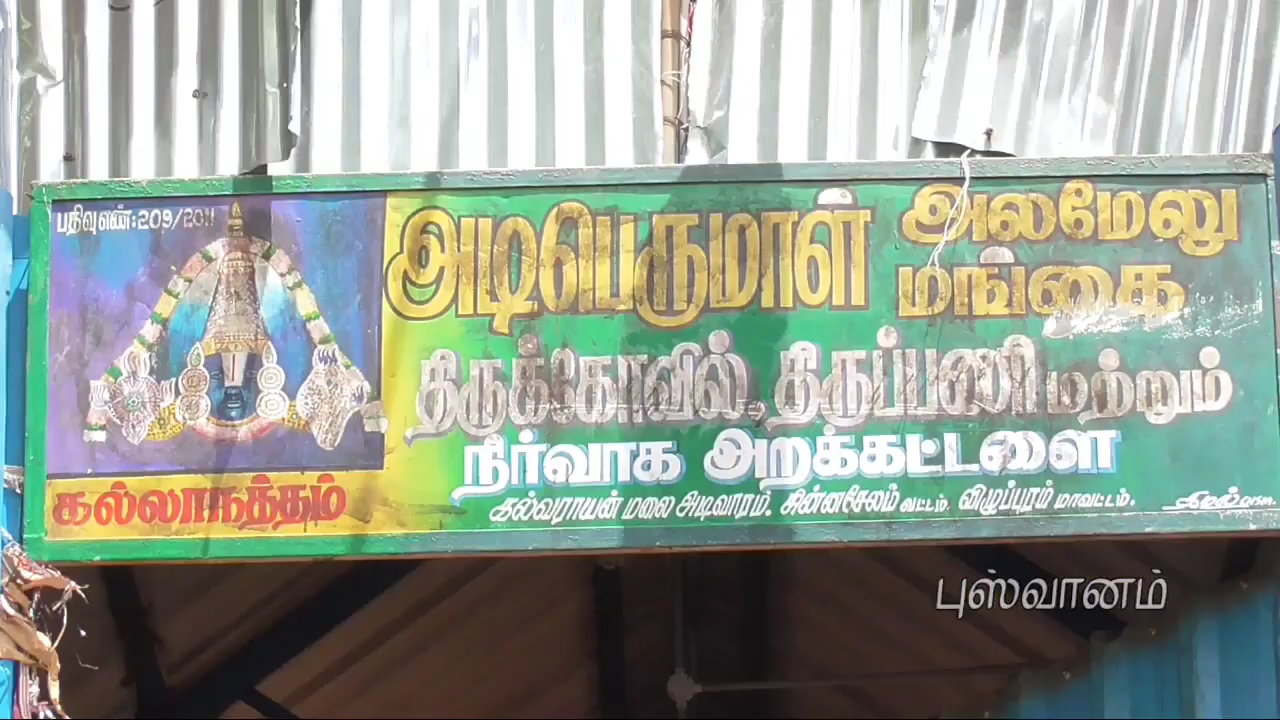 பதிவுஎண்:209/2011
அடிபெருமாள் அலமேலு
மங்கை
திருக்கோவில், திருப்பணி மற்றும்
நிர்வாக அறக்கட்டளை
கல்லாநத்தம்
கல்வராயன் மலை அடிவாரம். சின்னசேலம் வட்டம். விழுப்புரம் மாவட்டம்.
புஸ்வானம்